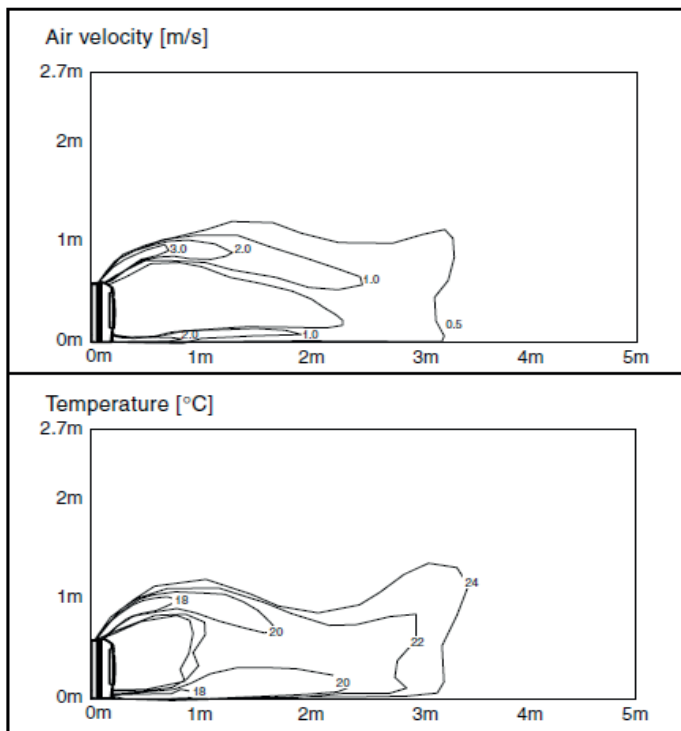 Air velocity [m/s]
2.7m
2m
1m
3.0
2.0
1.0
0.5
2.0
1.0
0m
0m 1m 2m 3m 4m 5m
Temperature [°C]
2.7m
2m
24
1m
18
20
22
20
18
0m
0m 1m 2m 3m 4m 5m